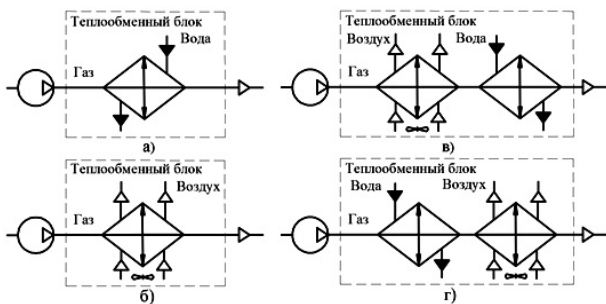 Теплообменный блок
Вода
Газ
а)
Теплообменный блок
Воздух
Вода
Газ
в)
Теплообменный блок
Воздух
Газ
б)
Теплообменный блок
Вода
Воздух
Газ
г)